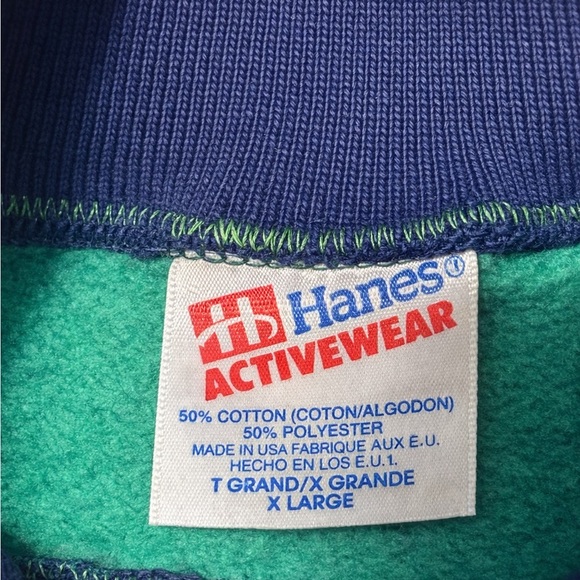 Hb Hanes®
ACTIVEWEAR
50% COTTON (COTON/ALGODON)
50% POLYESTER
MADE IN USA FABRIQUE AUX E.U.
HECHO EN LOS E.U.1.
T GRAND/X GRANDE
X LARGE